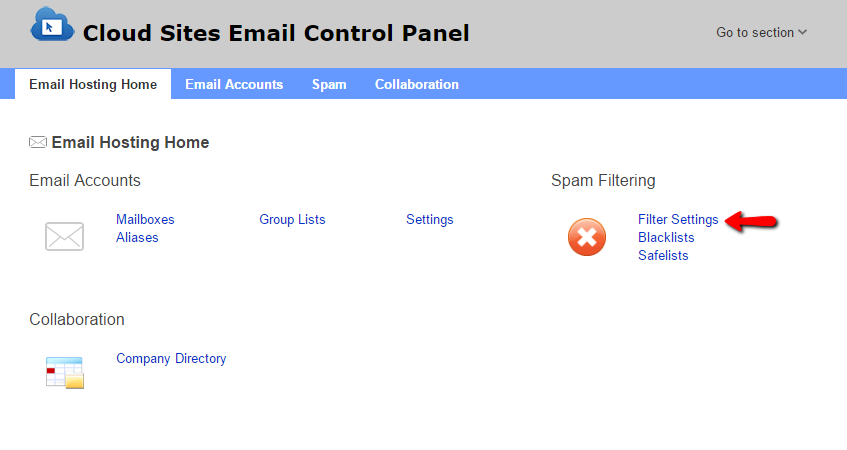 Cloud Sites Email Control Panel
Go to section
Email Hosting Home Email Accounts Spam Collaboration
Email Hosting Home
Email Accounts
Mailboxes Group Lists Settings
Aliases
Spam Filtering
Filter Settings
Blacklists
Safelists
Collaboration
Company Directory